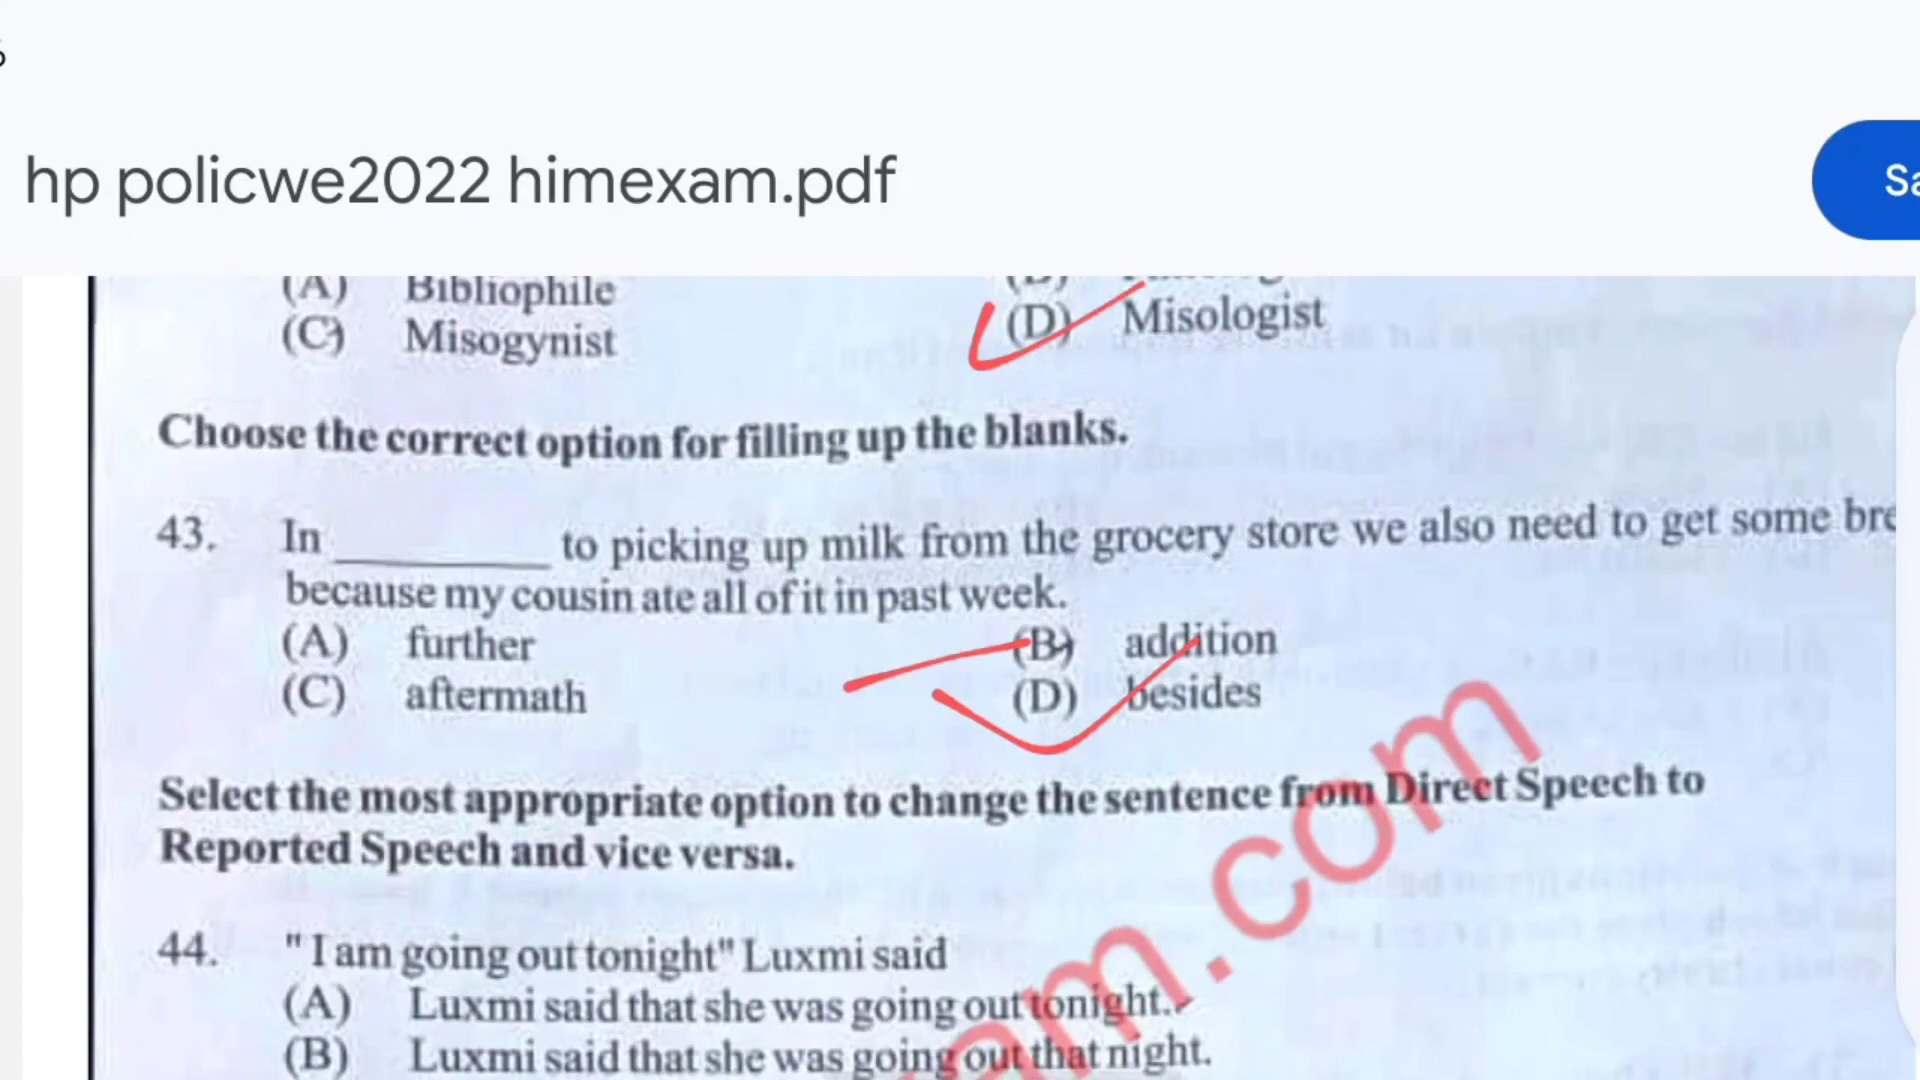 hp policwe2022 himexam.pdf
(A) Bibliophile
(C) Misogynist (D) Misologist
Choose the correct option for filling up the blanks.
43. In ________ to picking up milk from the grocery store we also need to get some
because my cousin ate all of it in past week.
(A) further (B) addition
(C) aftermath (D) besides
Select the most appropriate option to change the sentence from Direct Speech to
Reported Speech and vice versa.
44. " I am going out tonight" Luxmi said
(A) Luxmi said that she was going out tonight.
(B) Luxmi said that she was going out that night.
am.com